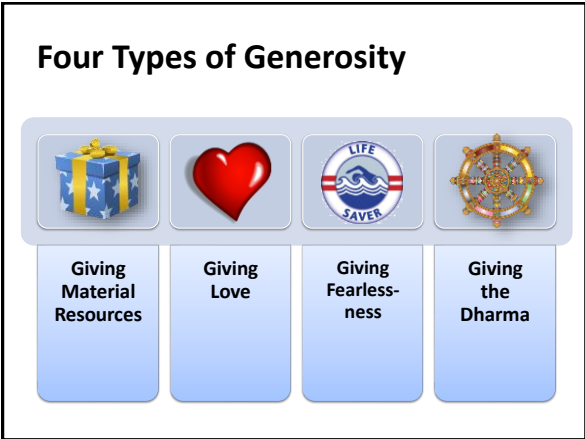 Four Types of Generosity
LIFE
SAVER
Giving
Material
Resources
Giving
Love
Giving
Fearless-
ness
Giving
the
Dharma